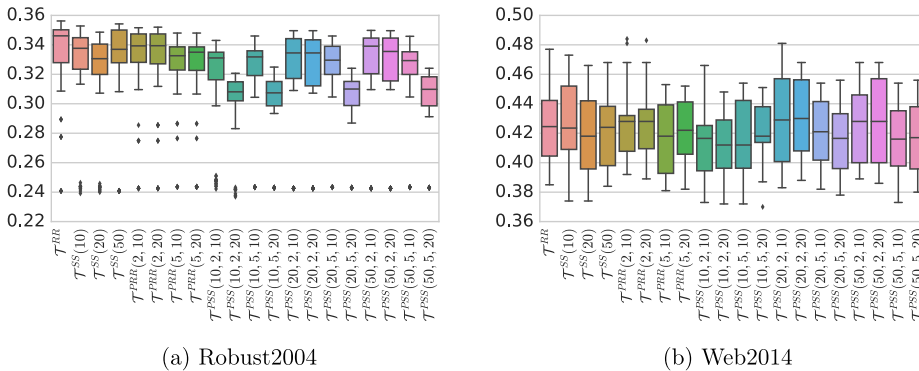 0.36
0.34
0.32
0.30
0.28
0.26
0.24
0.22
𝒯^RR
𝒯^SS(10)
𝒯^SS(20)
𝒯^SS(50)
𝒯^PRR(2, 10)
𝒯^PRR(2, 20)
𝒯^PRR(5, 10)
𝒯^PRR(5, 20)
𝒯^PSS(10, 2, 10)
𝒯^PSS(10, 2, 20)
𝒯^PSS(10, 5, 10)
𝒯^PSS(10, 5, 20)
𝒯^PSS(20, 2, 10)
𝒯^PSS(20, 2, 20)
𝒯^PSS(20, 5, 10)
𝒯^PSS(20, 5, 20)
𝒯^PSS(50, 2, 10)
𝒯^PSS(50, 2, 20)
𝒯^PSS(50, 5, 10)
𝒯^PSS(50, 5, 20)
(a) Robust2004
0.50
0.48
0.46
0.44
0.42
0.40
0.38
0.36
𝒯^RR
𝒯^SS(10)
𝒯^SS(20)
𝒯^SS(50)
𝒯^PRR(2, 10)
𝒯^PRR(2, 20)
𝒯^PRR(5, 10)
𝒯^PRR(5, 20)
𝒯^PSS(10, 2, 10)
𝒯^PSS(10, 2, 20)
𝒯^PSS(10, 5, 10)
𝒯^PSS(10, 5, 20)
𝒯^PSS(20, 2, 10)
𝒯^PSS(20, 2, 20)
𝒯^PSS(20, 5, 10)
𝒯^PSS(20, 5, 20)
𝒯^PSS(50, 2, 10)
𝒯^PSS(50, 2, 20)
𝒯^PSS(50, 5, 10)
𝒯^PSS(50, 5, 20)
(b) Web2014